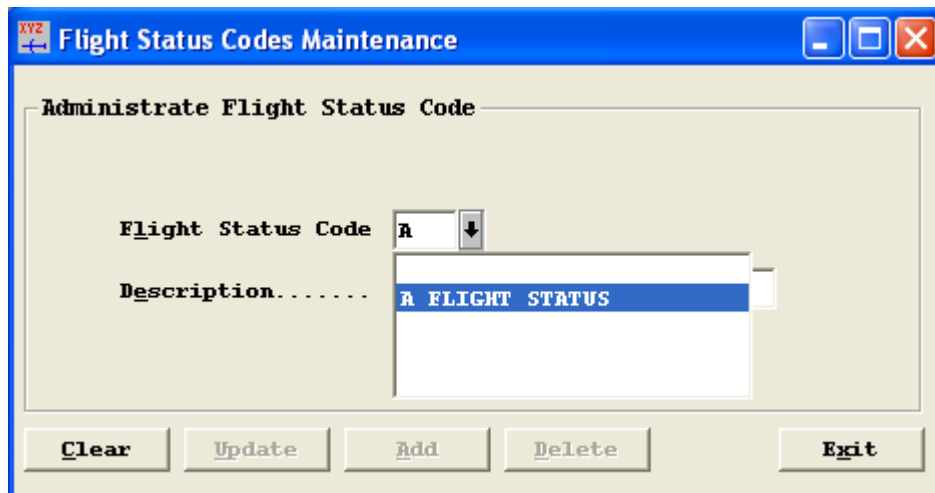 XYZ
Flight Status Codes Maintenance
Administrate Flight Status Code
Flight Status Code A
Description.......
A FLIGHT STATUS
Clear Update Add Delete Exit